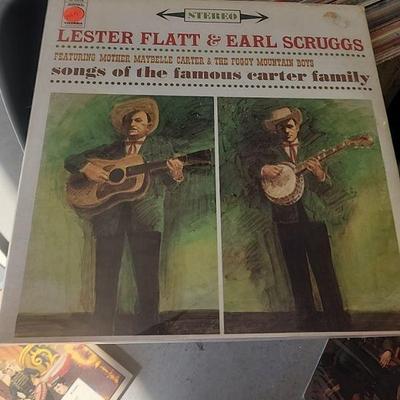 STEREO
LESTER FLATT & EARL SCRUGGS
FEATURING MOTHER MAYBELLE CARTER & THE FOGGY MOUNTAIN BOYS
songs of the famous carter family